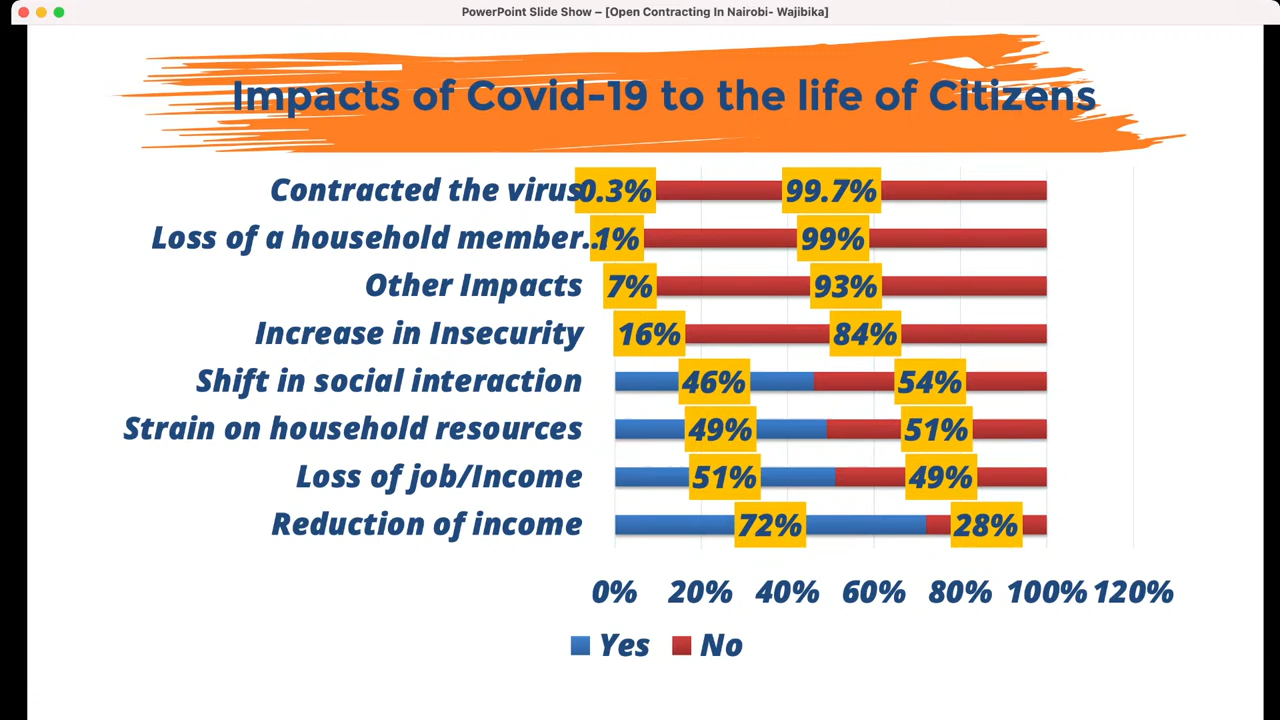 PowerPoint Slide Show – [Open Contracting In Nairobi- Wajibika]
Impacts of Covid-19 to the life of Citizens
Contracted the virus 0.3% 99.7%
Loss of a household member.. 1% 99%
Other Impacts 7% 93%
Increase in Insecurity 16% 84%
Shift in social interaction 46% 54%
Strain on household resources 49% 51%
Loss of job/Income 51% 49%
Reduction of income 72% 28%
0% 20% 40% 60% 80% 100% 120%
Yes No